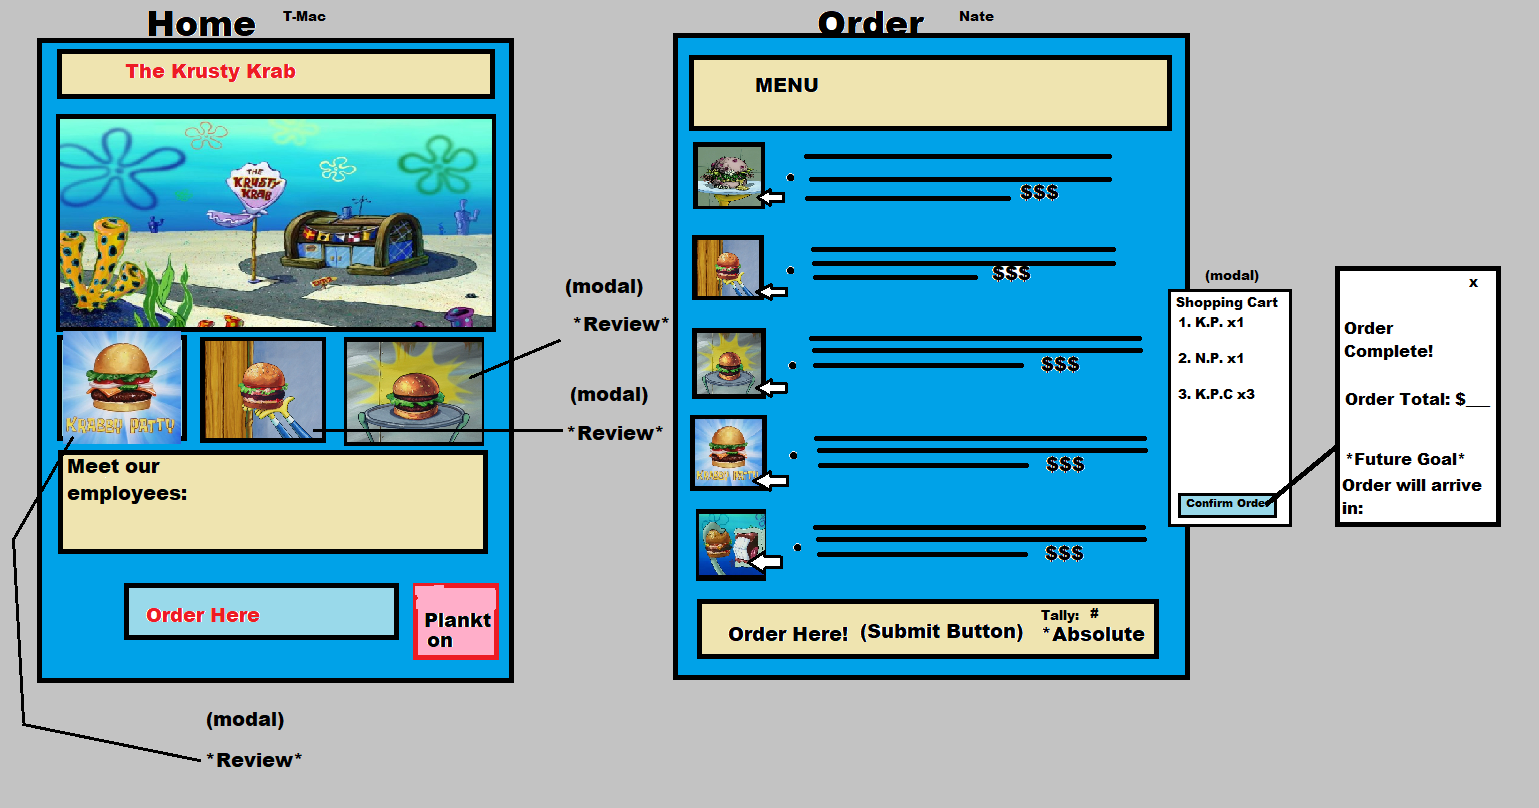 Home
T-Mac
The Krusty Krab
THE
KRUSTY
KRAB
KRABBY PATTY
Meet our
employees:
Order Here
Plankt
on
(modal)
*Review*
(modal)
*Review*
(modal)
*Review*
Order
Nate
MENU
$$$
$$$
$$$
$$$
KRABBY PATTY
$$$
Order Here! (Submit Button)
Tally: #
*Absolute
(modal)
Shopping Cart
1. K.P. x1
2. N.P. x1
3. K.P.C x3
Confirm Order
x
Order
Complete!
Order Total: $___
*Future Goal*
Order will arrive
in: